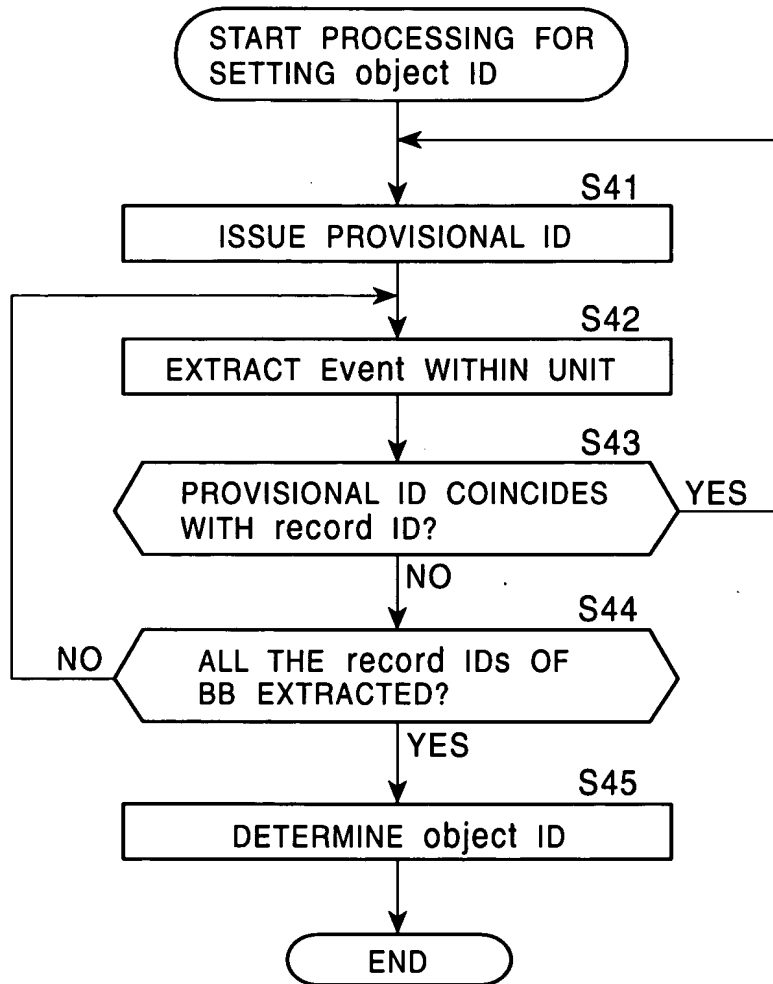 START PROCESSING FOR
SETTING object ID
S41
ISSUE PROVISIONAL ID
S42
EXTRACT Event WITHIN UNIT
S43
PROVISIONAL ID COINCIDES
WITH record ID?
YES
NO
S44
NO
ALL THE record IDs OF
BB EXTRACTED?
YES
S45
DETERMINE object ID
END